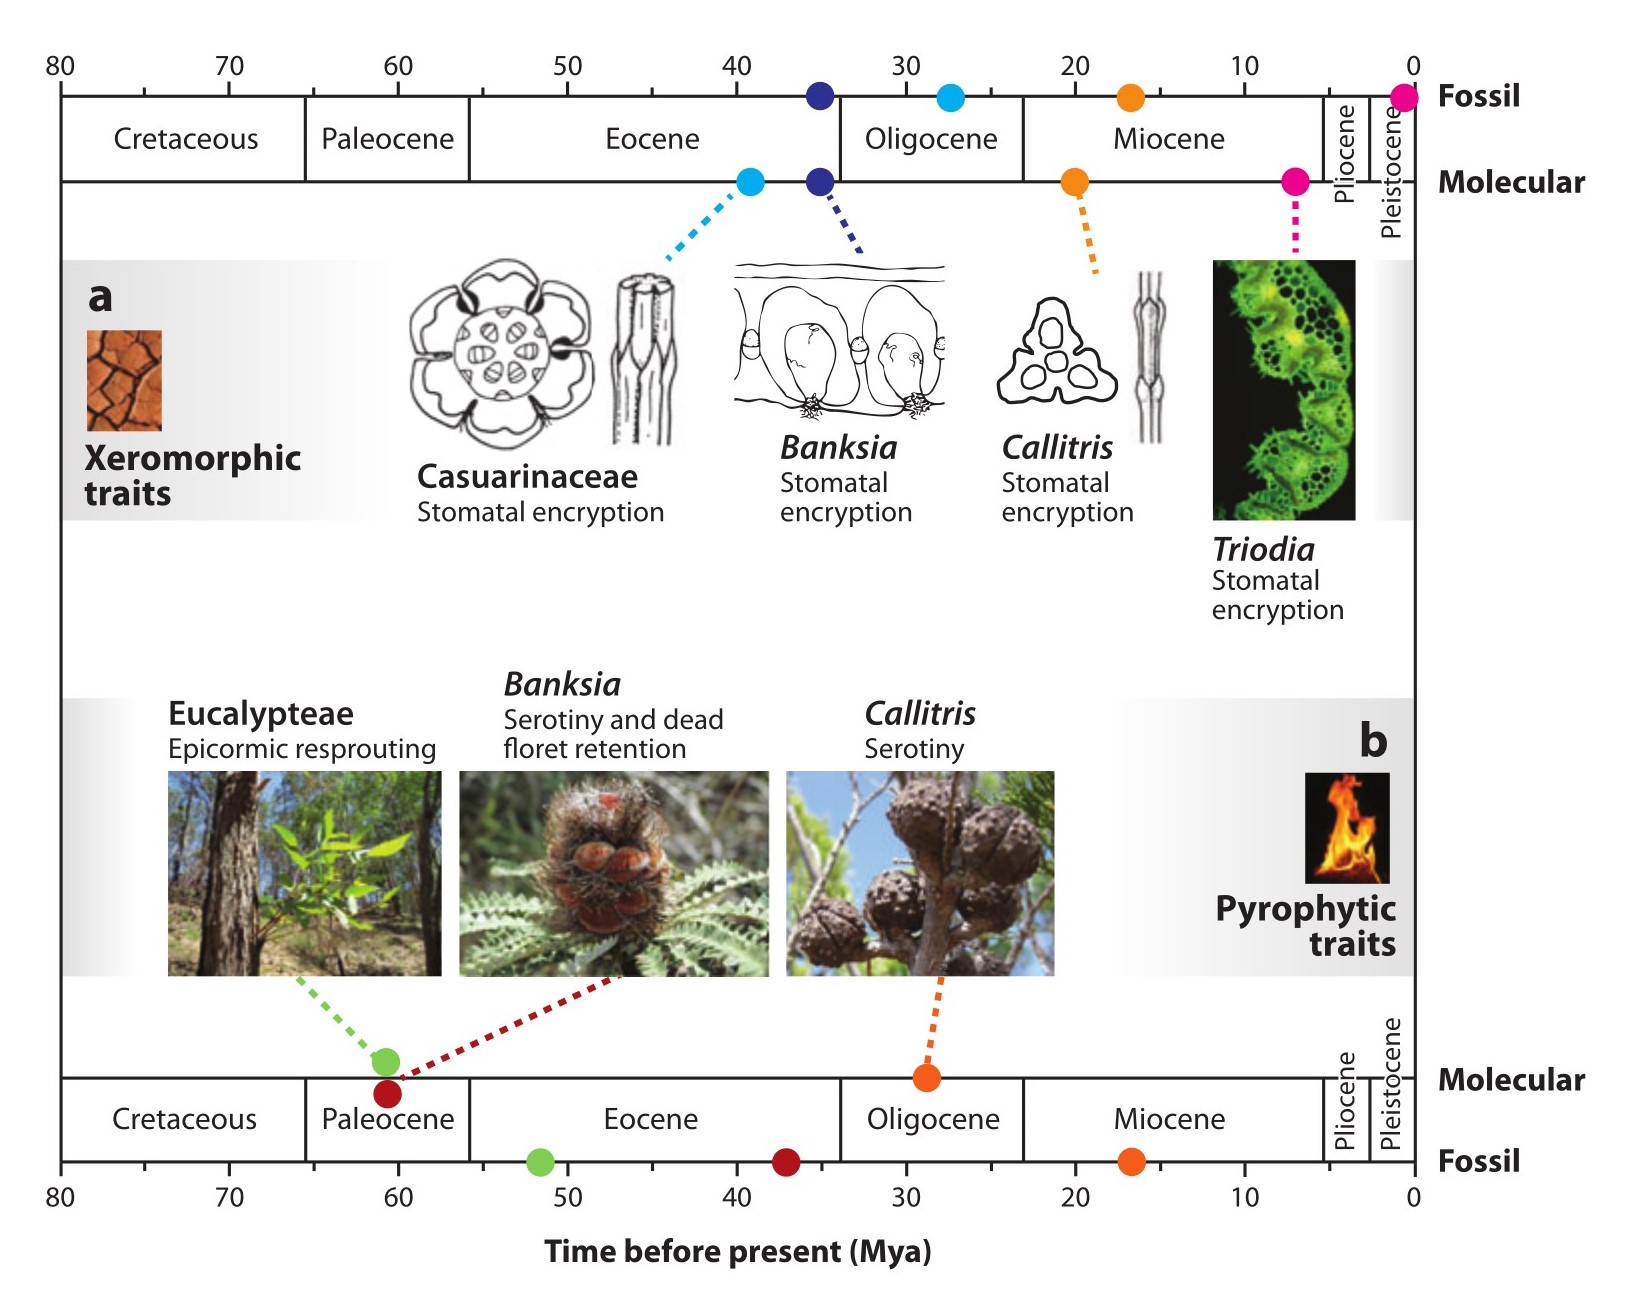 80 70 60 50 40 30 20 10 0
Fossil
Cretaceous Paleocene Eocene Oligocene Miocene Pliocene Pleistocene
Molecular
a
Xeromorphic
traits
Casuarinaceae
Stomatal encryption
Banksia
Stomatal
encryption
Callitris
Stomatal
encryption
Triodia
Stomatal
encryption
Eucalypteae
Epicormic resprouting
Banksia
Serotiny and dead
floret retention
Callitris
Serotiny
b
Pyrophytic
traits
Molecular
Cretaceous Paleocene Eocene Oligocene Miocene Pliocene Pleistocene
Fossil
80 70 60 50 40 30 20 10 0
Time before present (Mya)